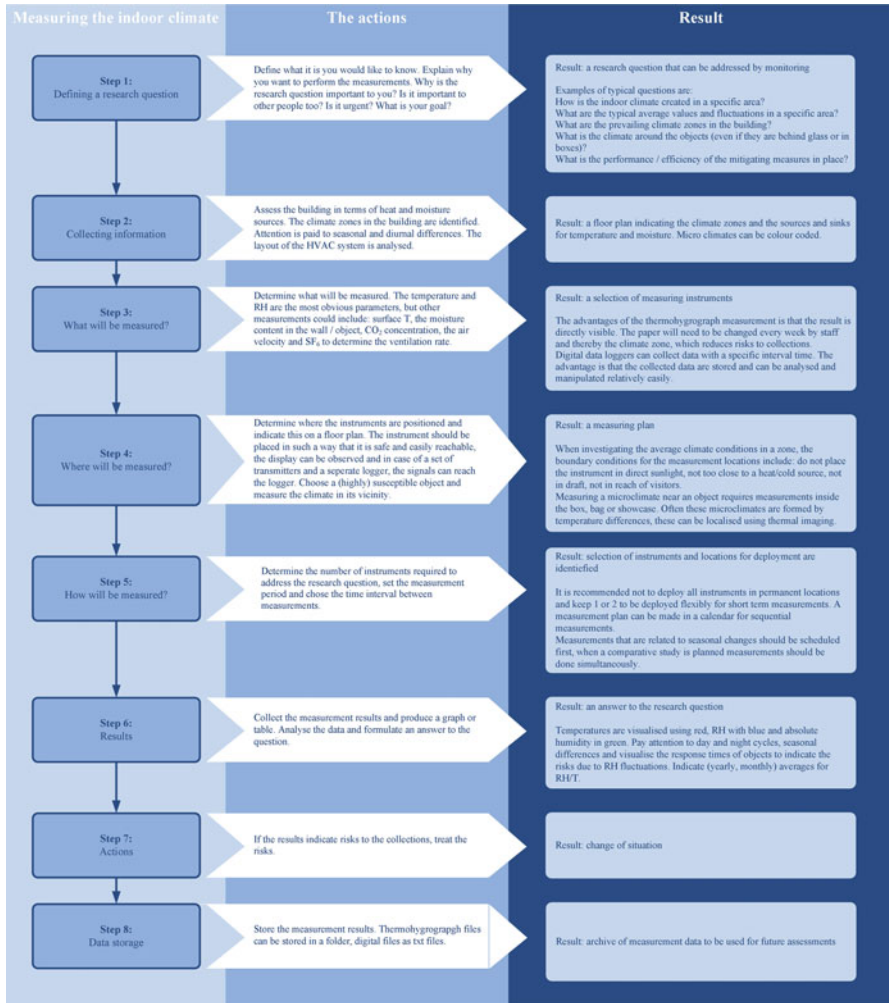 Measuring the indoor climate
The actions
Result
Step 1:
Defining a research question
Define what it is you would like to know. Explain why
you want to perform the measurements. Why is the
research question important to you? Is it important to
other people too? Is it urgent? What is your goal?
Result: a research question that can be addressed by monitoring
Examples of typical questions are:
How is the indoor climate created in a specific area?
What are the typical average values and fluctuations in a specific area?
What are the prevailing climate zones in the building?
What is the climate around the objects (even if they are behind glass or in
boxes)?
What is the performance / efficiency of the mitigating measures in place?
Step 2:
Collecting information
Assess the building in terms of heat and moisture
sources. The climate zones in the building are identified.
Attention is paid to seasonal and diurnal differences. The
layout of the HVAC system is analysed.
Result: a floor plan indicating the climate zones and the sources and sinks
for temperature and moisture. Micro climates can be colour coded.
Step 3:
What will be measured?
Determine what will be measured. The temperature and
RH are the most obvious parameters, but other
measurements could include: surface T, the moisture
content in the wall / object, CO₂ concentration, the air
velocity and SF₆ to determine the ventilation rate.
Result: a selection of measuring instruments
The advantages of the thermohygrograph measurement is that the result is
directly visible. The paper will need to be changed every week by staff
and thereby the climate zone, which reduces risks to collections.
Digital data loggers can collect data with a specific interval time. The
advantage is that the collected data are stored and can be analysed and
manipulated relatively easily.
Step 4:
Where will be measured?
Determine where the instruments are positioned and
indicate this on a floor plan. The instrument should be
placed in such a way that it is safe and easily reachable,
the display can be observed and in case of a set of
transmitters and a seperate logger, the signals can reach
the logger. Choose a (highly) susceptible object and
measure the climate in its vicinity.
Result: a measuring plan
When investigating the average climate conditions in a zone, the
boundary conditions for the measurement locations include: do not place
the instrument in direct sunlight, not too close to a heat/cold source, not
in draft, not in reach of visitors.
Measuring a microclimate near an object requires measurements inside
the box, bag or showcase. Often these microclimates are formed by
temperature differences, these can be localised using thermal imaging.
Step 5:
How will be measured?
Determine the number of instruments required to
address the research question, set the measurement
period and chose the time interval between
measurements.
Result: selection of instruments and locations for deployment are
identiefied
It is recommended not to deploy all instruments in permanent locations
and keep 1 or 2 to be deployed flexibly for short term measurements. A
measurement plan can be made in a calendar for sequential
measurements.
Measurements that are related to seasonal changes should be scheduled
first, when a comparative study is planned measurements should be
done simultaneously.
Step 6:
Results
Collect the measurement results and produce a graph or
table. Analyse the data and formulate an answer to the
question.
Result: an answer to the research question
Temperatures are visualised using red, RH with blue and absolute
humidity in green. Pay attention to day and night cycles, seasonal
differences and visualise the response times of objects to indicate the
risks due to RH fluctuations. Indicate (yearly, monthly) averages for
RH/T.
Step 7:
Actions
If the results indicate risks to the collections, treat the
risks.
Result: change of situation
Step 8:
Data storage
Store the measurement results. Thermohygrograpgh files
can be stored in a folder, digital files as txt files.
Result: archive of measurement data to be used for future assessments